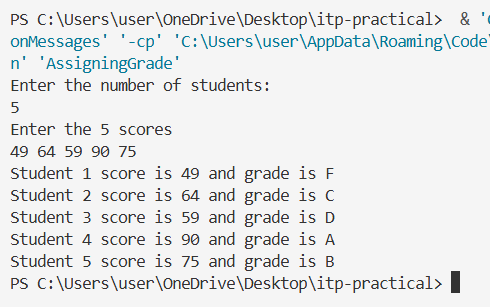 PS C:\Users\user\OneDrive\Desktop\itp-practical>  & 'C
onMessages' '-cp' 'C:\Users\user\AppData\Roaming\Code\
n' 'AssigningGrade'
Enter the number of students:
5
Enter the 5 scores
49 64 59 90 75
Student 1 score is 49 and grade is F
Student 2 score is 64 and grade is C
Student 3 score is 59 and grade is D
Student 4 score is 90 and grade is A
Student 5 score is 75 and grade is B
PS C:\Users\user\OneDrive\Desktop\itp-practical>